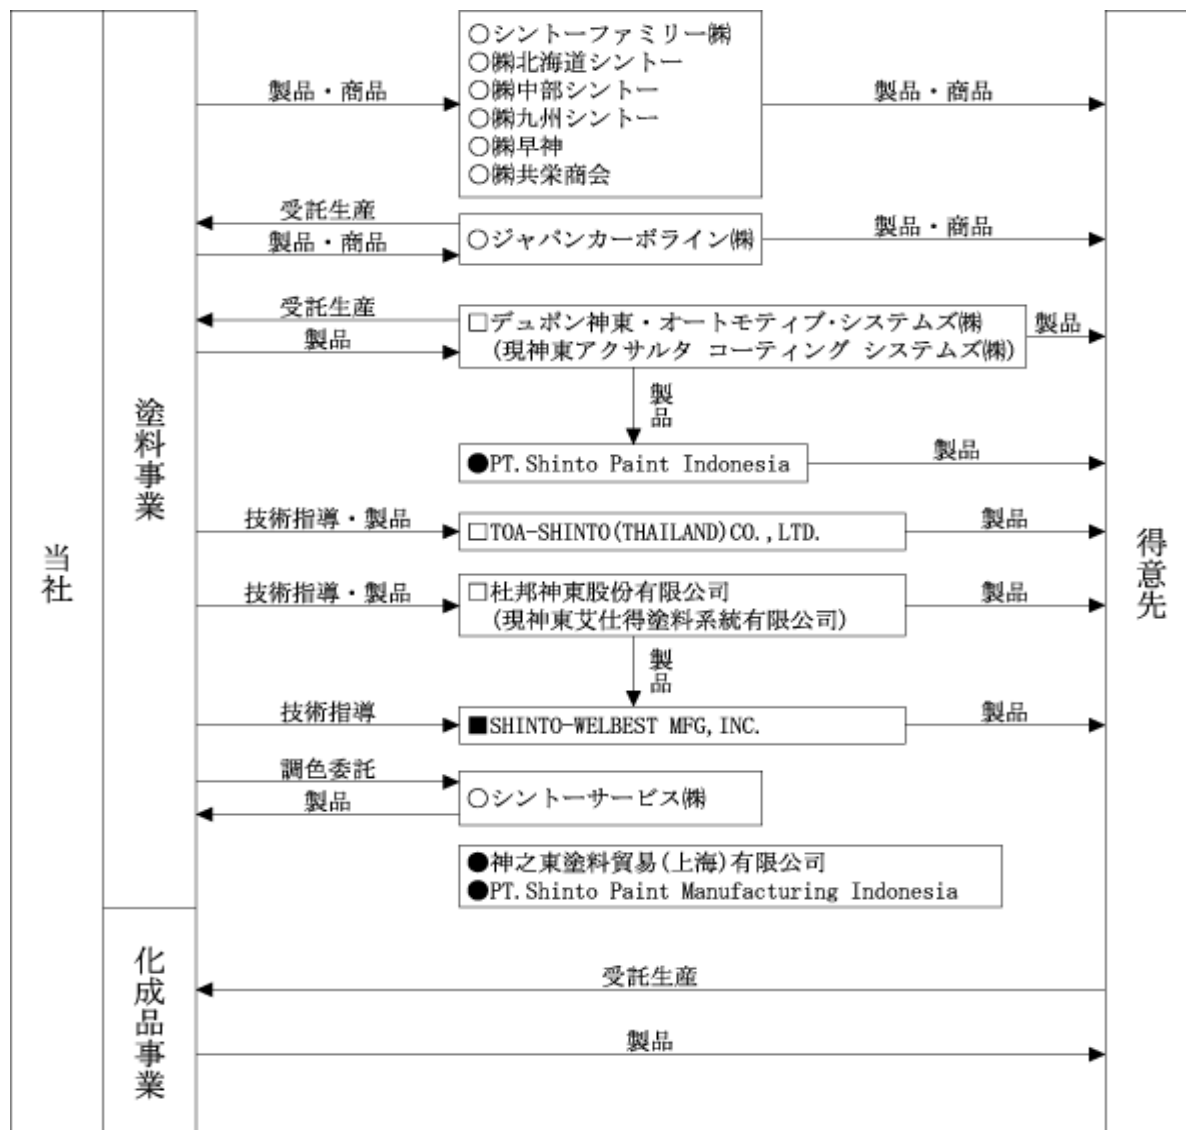 ○シントーファミリー㈱
○㈱北海道シントー
○㈱中部シントー
○㈱九州シントー
○㈱早神
○㈱共栄商会
製品・商品
製品・商品
受託生産
製品・商品
○ジャパンカーボライン㈱
製品・商品
受託生産
製品
□デュポン神東・オートモティブ・システムズ㈱
(現神東アクサルタ コーティング システムズ㈱)
製品
製品
●PT.Shinto Paint Indonesia
製品
技術指導・製品
□TOA-SHINTO(THAILAND)CO.,LTD.
製品
技術指導・製品
□杜邦神東股份有限公司
(現神東艾仕得塗料系統有限公司)
製品
製品
技術指導
■SHINTO-WELBEST MFG,INC.
製品
調色委託
製品
○シントーサービス㈱
●神之東塗料貿易(上海)有限公司
●PT.Shinto Paint Manufacturing Indonesia
受託生産
製品
当社
塗料事業
化成品事業
得意先